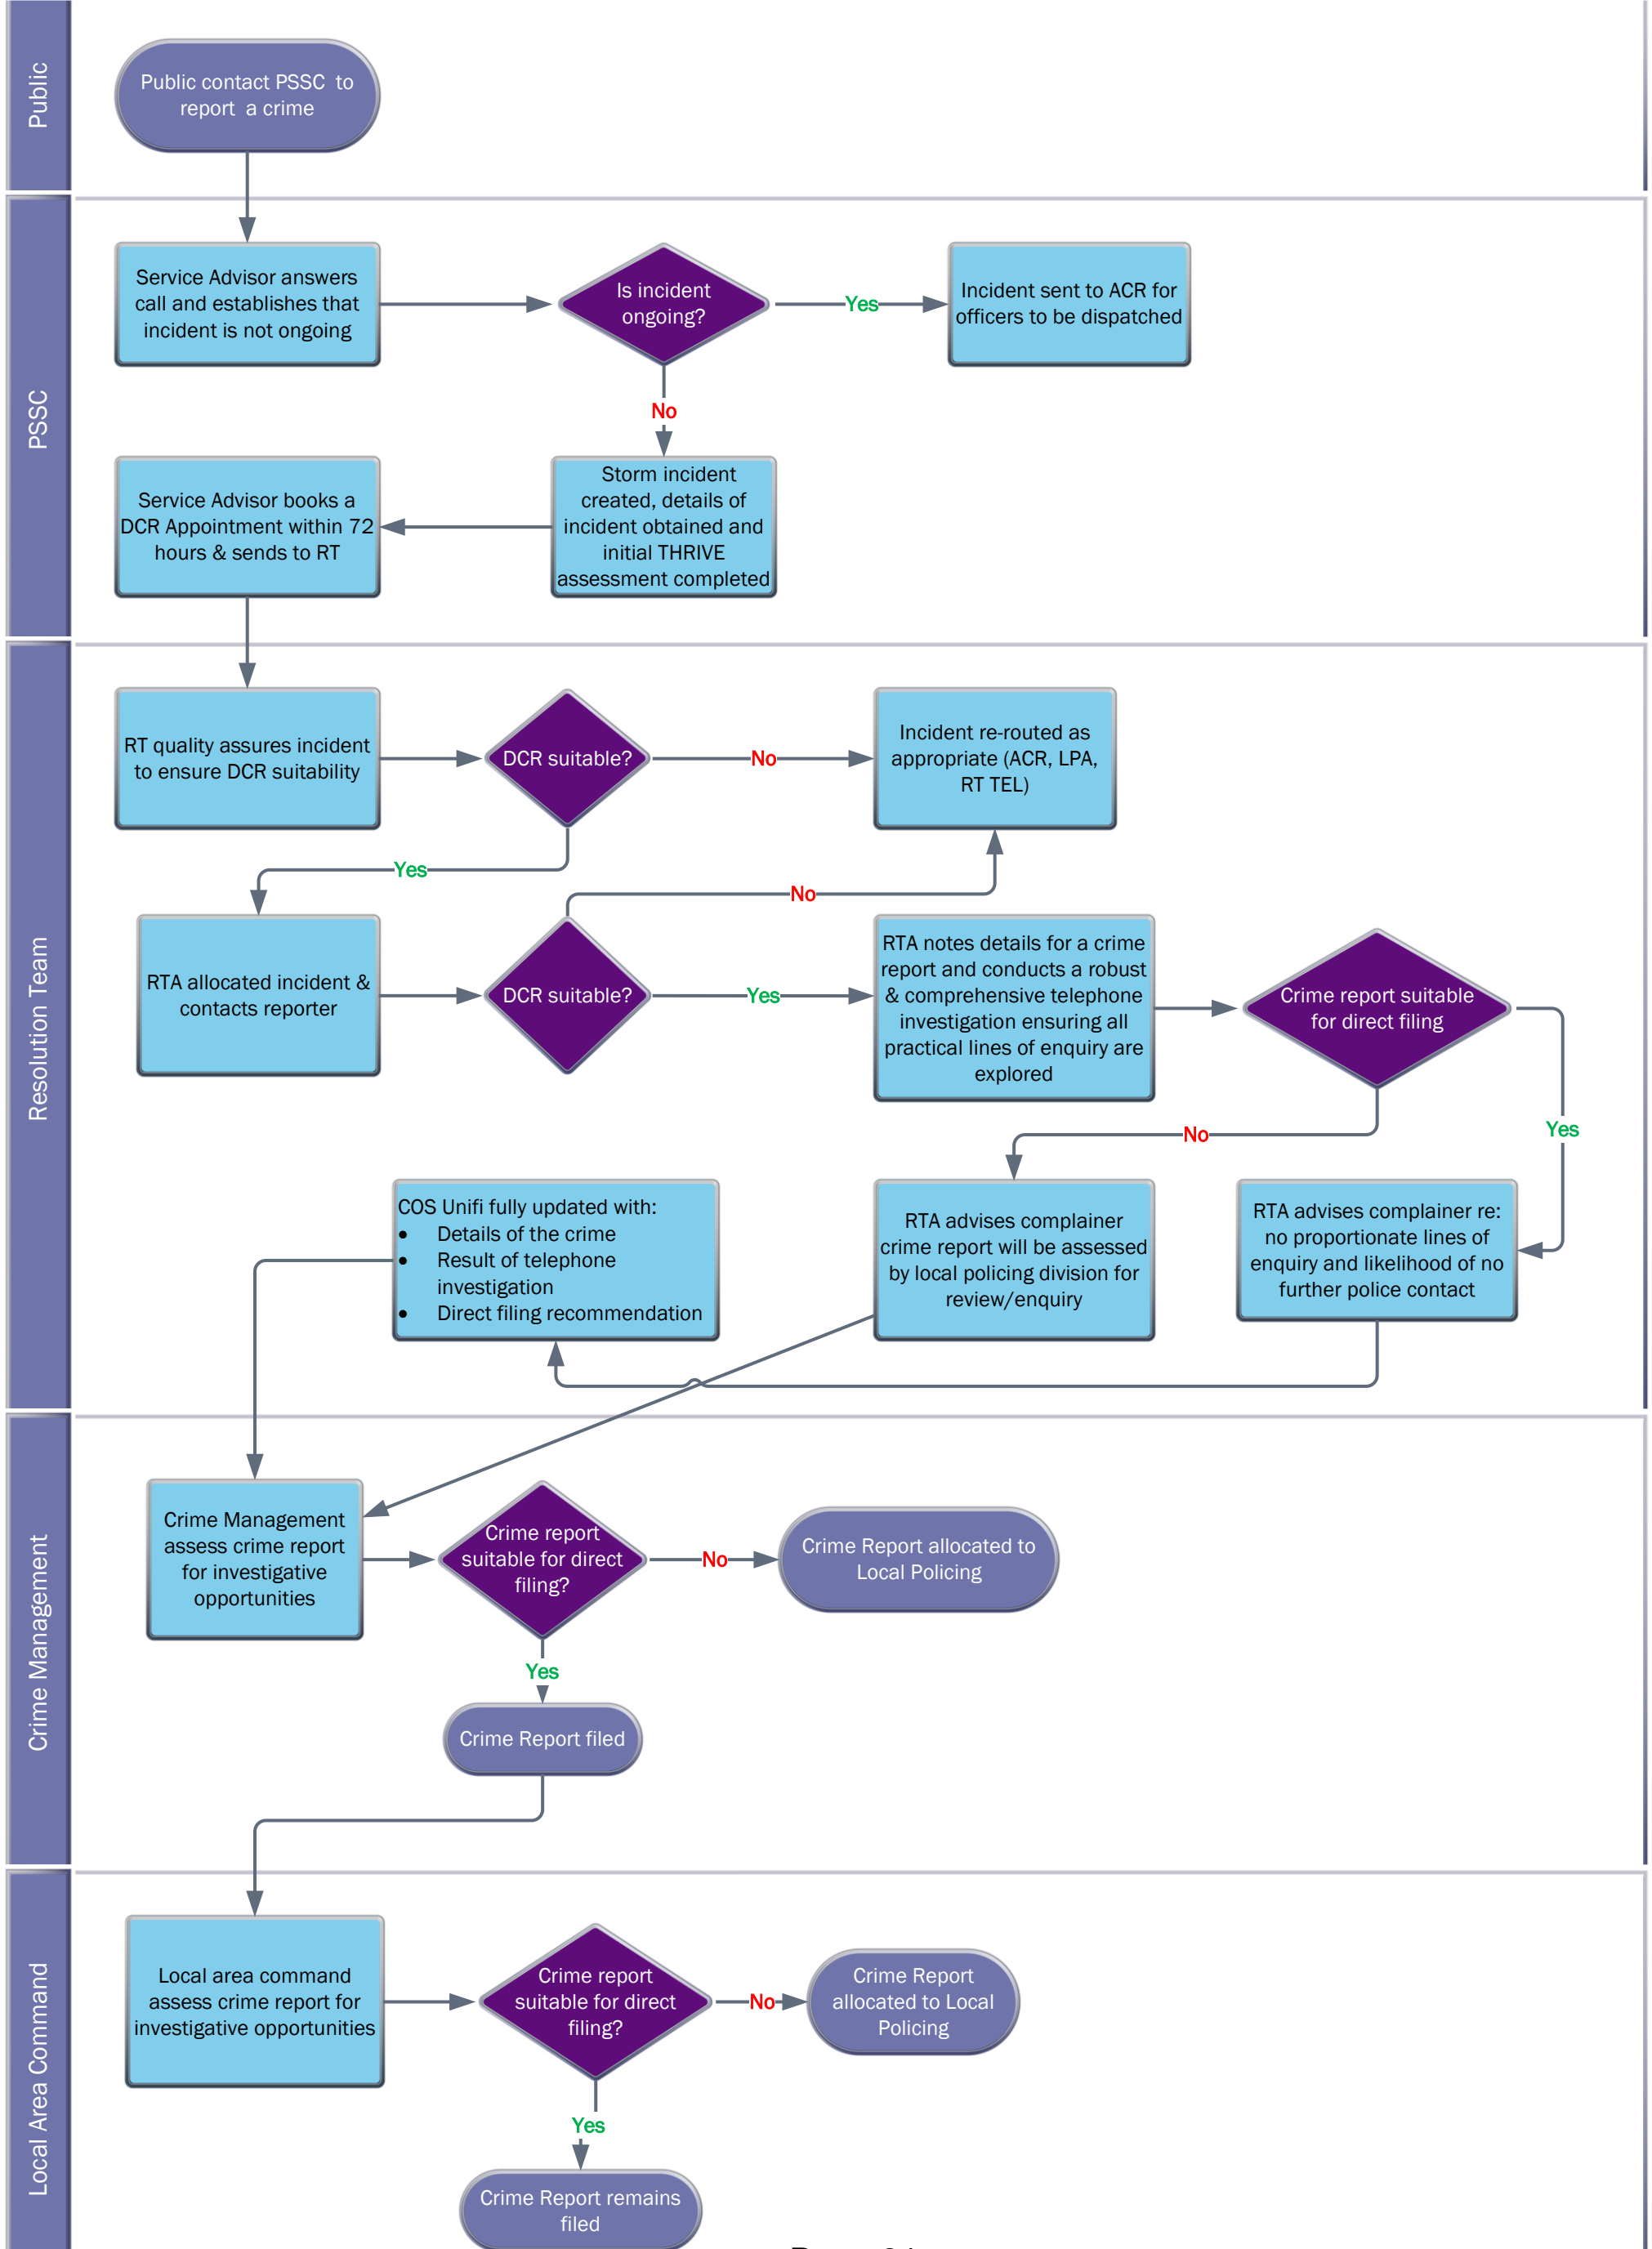 Public
Public contact PSSC to
report a crime
PSSC
Service Advisor answers
call and establishes that
incident is not ongoing
Is incident
ongoing?
Yes
Incident sent to ACR for
officers to be dispatched
No
Storm incident
created, details of
incident obtained and
initial THRIVE
assessment completed
Service Advisor books a
DCR Appointment within 72
hours & sends to RT
Resolution Team
RT quality assures incident
to ensure DCR suitability
DCR suitable?
No
Incident re-routed as
appropriate (ACR, LPA,
RT TEL)
Yes
RTA allocated incident &
contacts reporter
DCR suitable?
No
Yes
RTA notes details for a crime
report and conducts a robust
& comprehensive telephone
investigation ensuring all
practical lines of enquiry are
explored
Crime report suitable
for direct filing
No
Yes
COS Unifi fully updated with:
• Details of the crime
• Result of telephone
investigation
• Direct filing recommendation
RTA advises complainer
crime report will be assessed
by local policing division for
review/enquiry
RTA advises complainer re:
no proportionate lines of
enquiry and likelihood of no
further police contact
Crime Management
Crime Management
assess crime report
for investigative
opportunities
Crime report
suitable for direct
filing?
No
Crime Report allocated to
Local Policing
Yes
Crime Report filed
Local Area Command
Local area command
assess crime report for
investigative opportunities
Crime report
suitable for direct
filing?
No
Crime Report
allocated to Local
Policing
Yes
Crime Report remains
filed